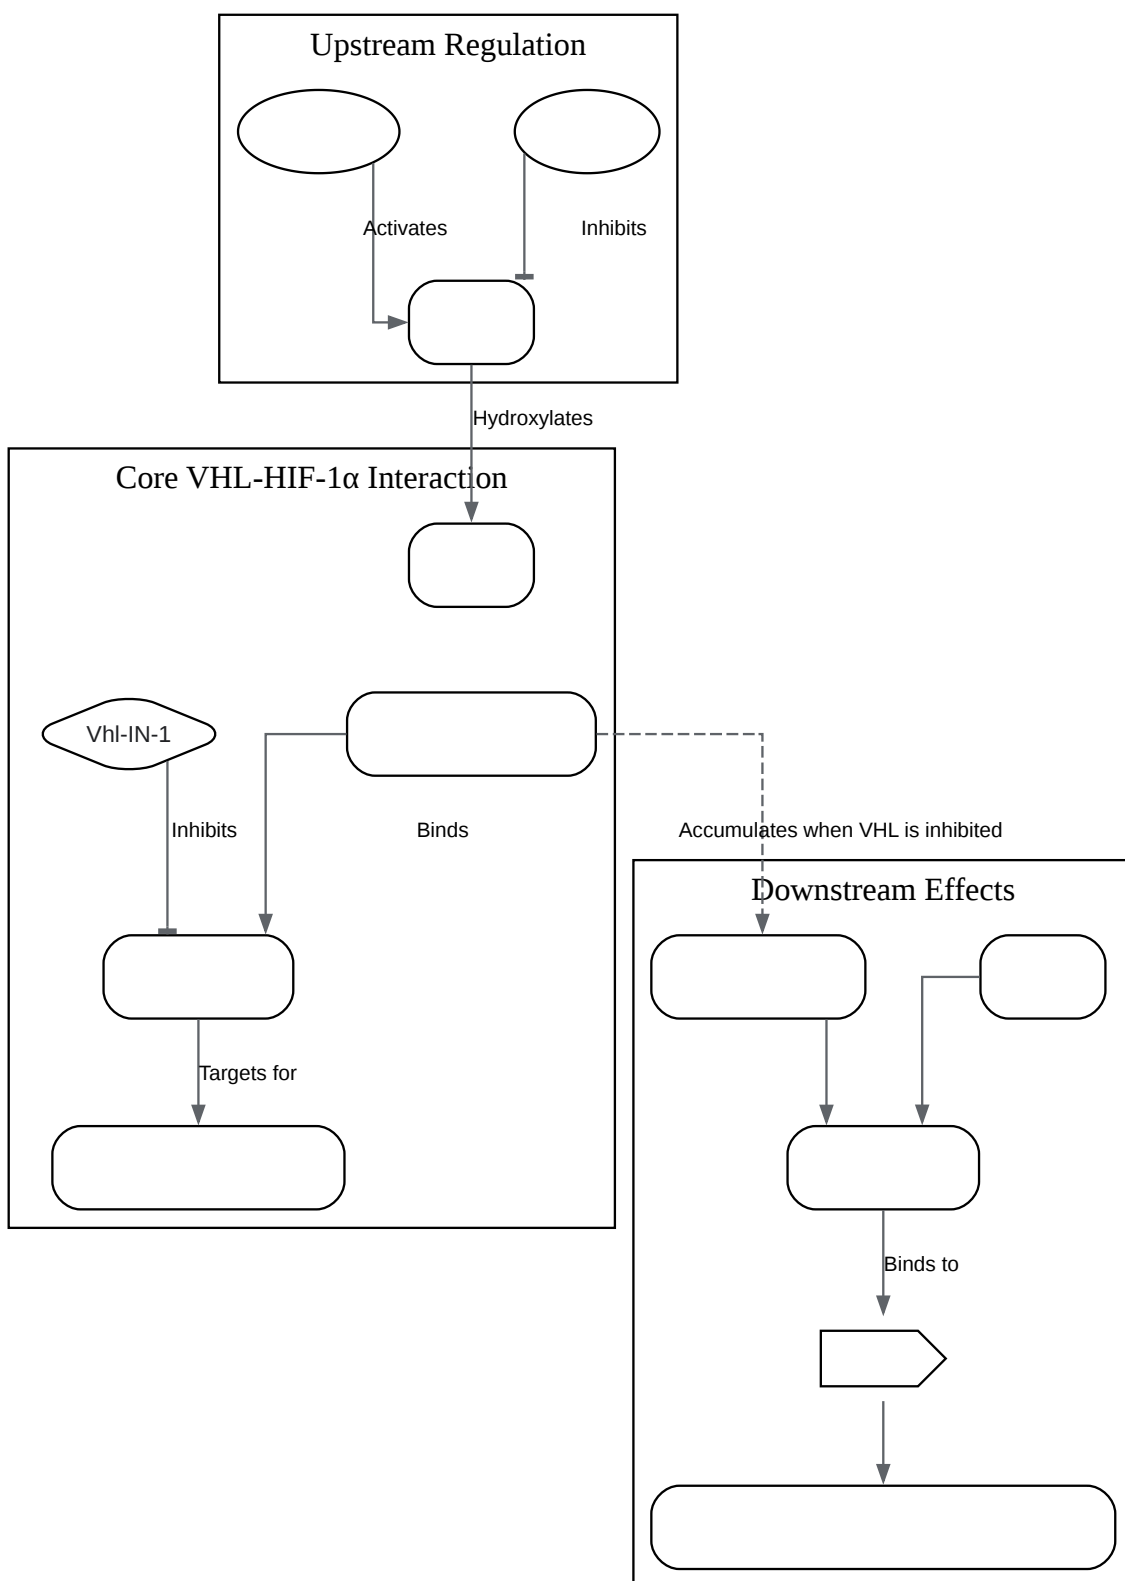 Upstream Regulation
Activates
Inhibits
Hydroxylates
Core VHL-HIF-1α Interaction
Vhl-IN-1
Inhibits
Binds
Accumulates when VHL is inhibited
Downstream Effects
Targets for
Binds to